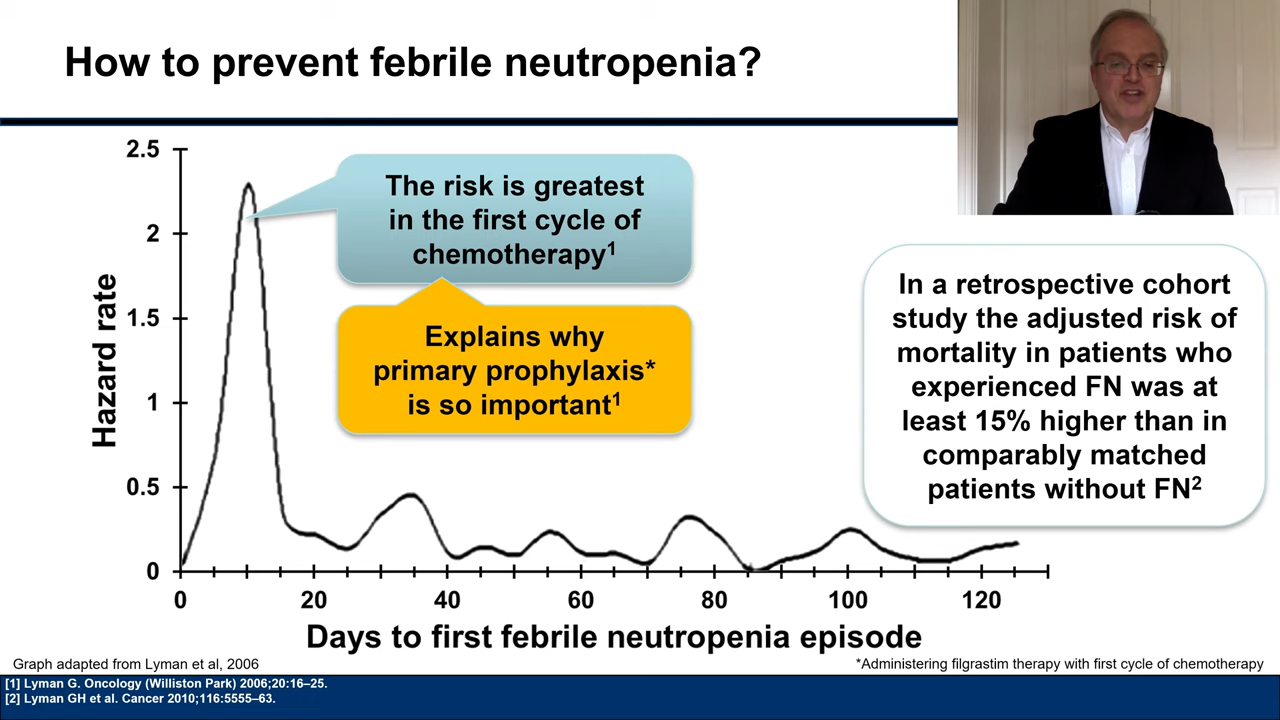 How to prevent febrile neutropenia?
2.5
2
1.5
1
0.5
0
Hazard rate
The risk is greatest
in the first cycle of
chemotherapy¹
Explains why
primary prophylaxis*
is so important¹
In a retrospective cohort
study the adjusted risk of
mortality in patients who
experienced FN was at
least 15% higher than in
comparably matched
patients without FN²
0 20 40 60 80 100 120
Days to first febrile neutropenia episode
Graph adapted from Lyman et al, 2006
*Administering filgrastim therapy with first cycle of chemotherapy
[1] Lyman G. Oncology (Williston Park) 2006;20:16–25.
[2] Lyman GH et al. Cancer 2010;116:5555–63.